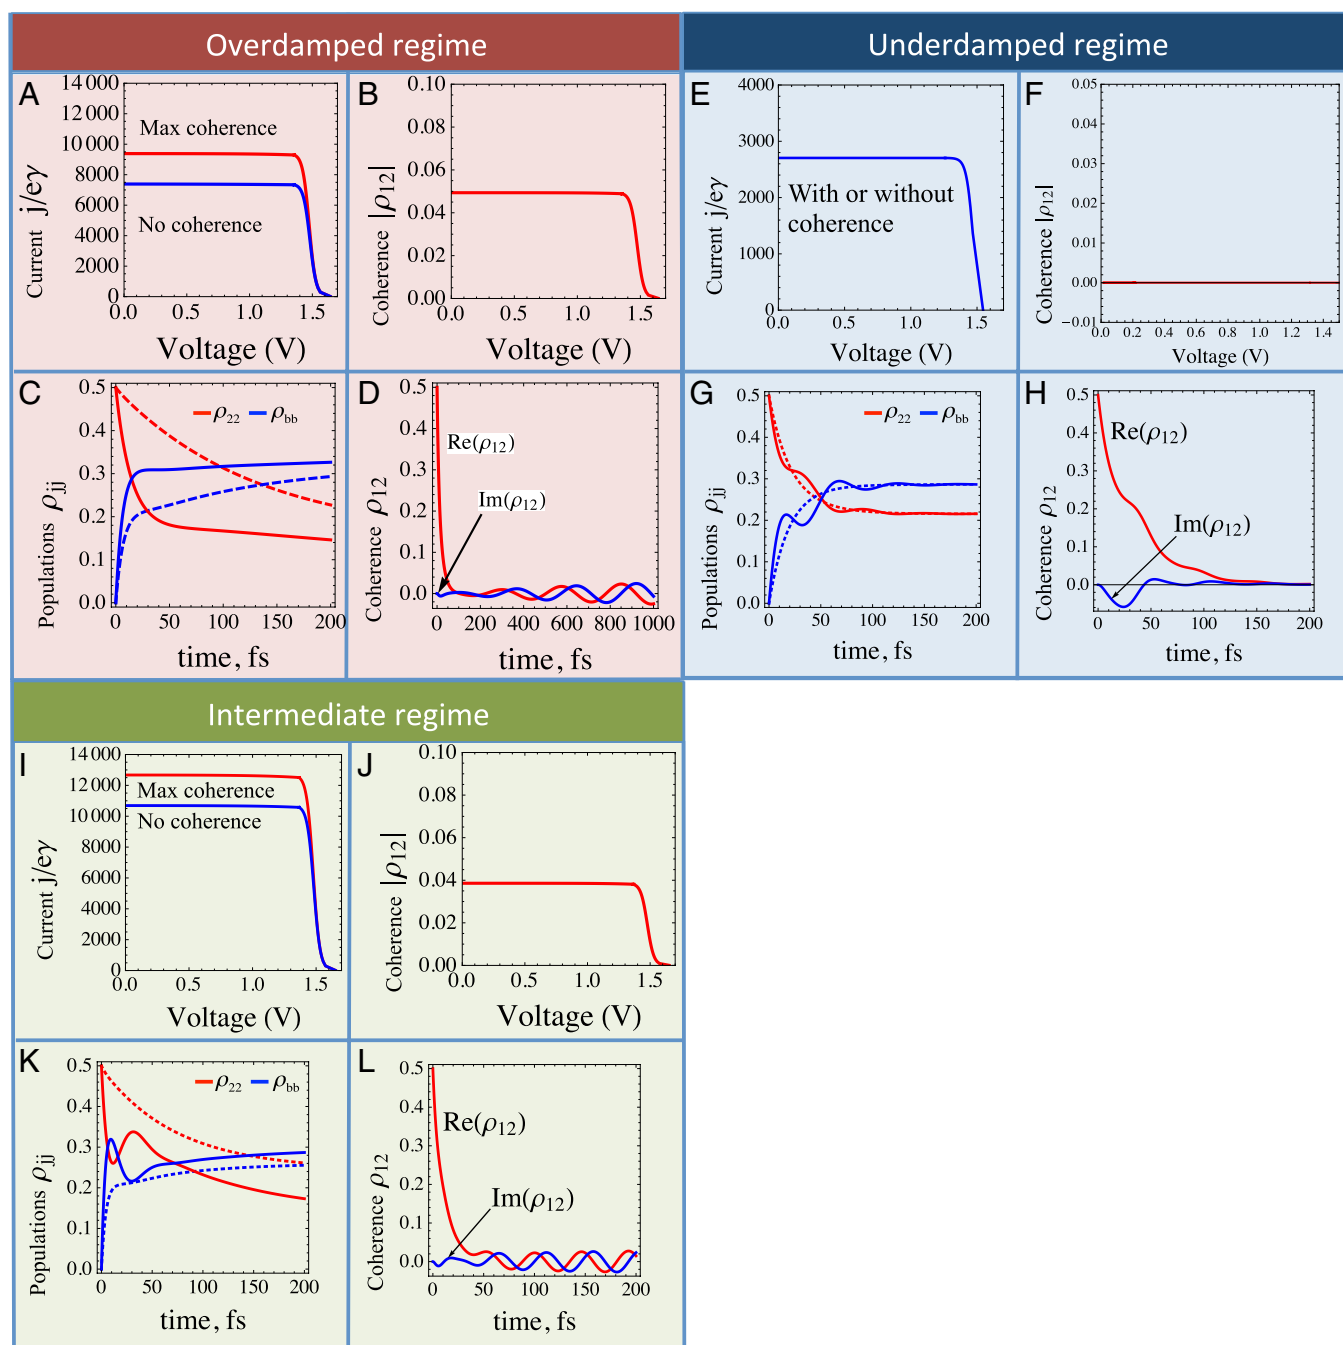 Overdamped regime
Underdamped regime
A
14 000
12 000
10 000
8000
6000
4000
2000
0
0.0 0.5 1.0 1.5
Current j/eγ
Max coherence
No coherence
Voltage (V)
B
0.10
0.08
0.06
0.04
0.02
0.00
0.0 0.5 1.0 1.5
Coherence |ρ12|
Voltage (V)
E
4000
3000
2000
1000
0
0.0 0.5 1.0 1.5
Current j/eγ
With or without
coherence
Voltage (V)
F
0.05
0.04
0.03
0.02
0.01
0.00
−0.01
0.0 0.2 0.4 0.6 0.8 1.0 1.2 1.4
Coherence |ρ12|
Voltage (V)
C
0.5
0.4
0.3
0.2
0.1
0.0
0 50 100 150 200
Populations ρjj
ρ22 ρbb
time, fs
D
0.5
0.4
0.3
0.2
0.1
0.0
0 200 400 600 800 1000
Coherence ρ12
Re(ρ12)
Im(ρ12)
time, fs
G
0.5
0.4
0.3
0.2
0.1
0.0
0 50 100 150 200
Populations ρjj
ρ22 ρbb
time, fs
H
0.5
0.4
0.3
0.2
0.1
0.0
0 50 100 150 200
Coherence ρ12
Re(ρ12)
Im(ρ12)
time, fs
Intermediate regime
I
14 000
12 000
10 000
8000
6000
4000
2000
0
0.0 0.5 1.0 1.5
Current j/eγ
Max coherence
No coherence
Voltage (V)
J
0.10
0.08
0.06
0.04
0.02
0.00
0.0 0.5 1.0 1.5
Coherence |ρ12|
Voltage (V)
K
0.5
0.4
0.3
0.2
0.1
0.0
0 50 100 150 200
Populations ρjj
ρ22 ρbb
time, fs
L
0.5
0.4
0.3
0.2
0.1
0.0
0 50 100 150 200
Coherence ρ12
Re(ρ12)
Im(ρ12)
time, fs